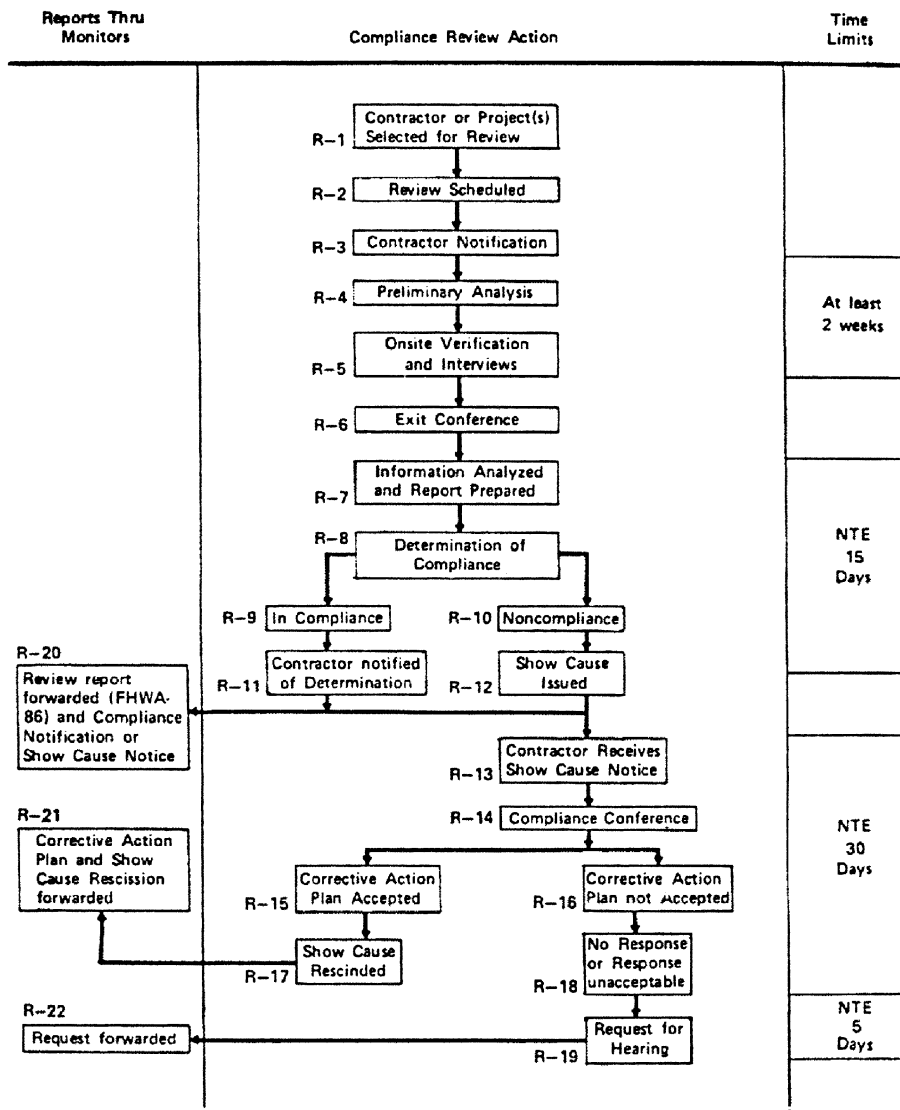 Reports Thru
Monitors
Compliance Review Action
Time
Limits
Contractor or Project(s)
R-1 Selected for Review
R-2 Review Scheduled
R-3 Contractor Notification
R-4 Preliminary Analysis
At least
2 weeks
Onsite Verification
R-5 and Interviews
R-6 Exit Conference
Information Analyzed
R-7 and Report Prepared
R-8
Determination of
Compliance
NTE
15
Days
R-9 In Compliance
R-10 Noncompliance
R-20
Review report
forwarded (FHWA-
86) and Compliance
Notification or
Show Cause Notice
Contractor notified
R-11 of Determination
Show Cause
R-12 Issued
Contractor Receives
R-13 Show Cause Notice
R-14 Compliance Conference
R-21
Corrective Action
Plan and Show
Cause Rescission
forwarded
NTE
30
Days
Corrective Action
R-15 Plan Accepted
Corrective Action
R-16 Plan not Accepted
Show Cause
R-17 Rescinded
No Response
or Response
R-18 unacceptable
R-22
Request forwarded
Request for
R-19 Hearing
NTE
5
Days